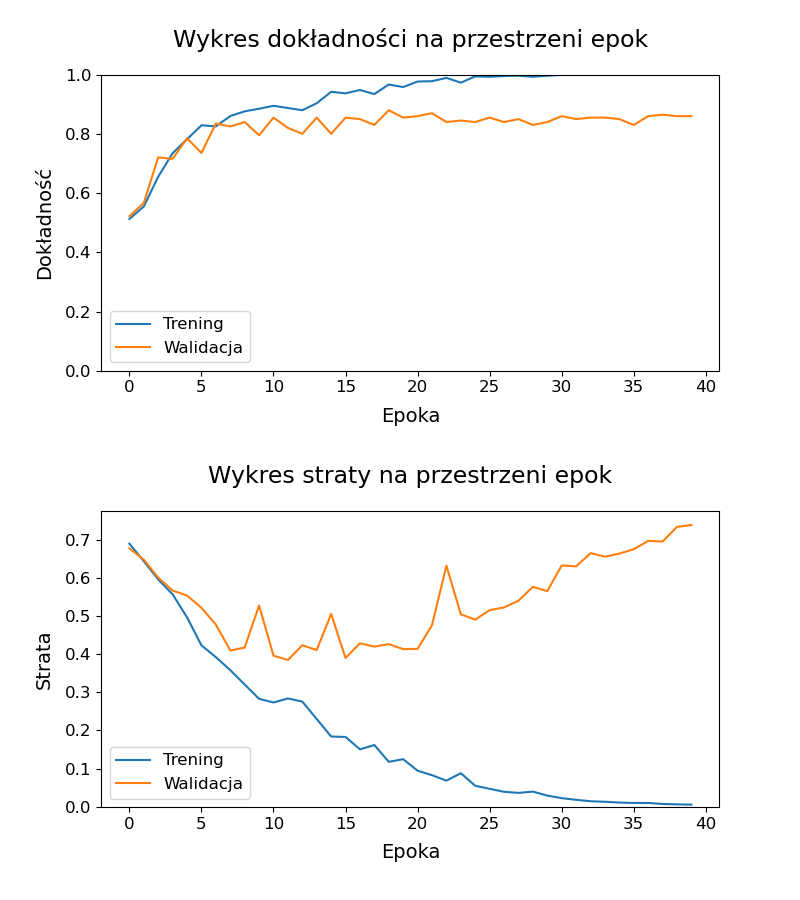 Wykres dokładności na przestrzeni epok
1.0
0.8
0.6
0.4
0.2
0.0
Dokładność
Trening
Walidacja
0 5 10 15 20 25 30 35 40
Epoka
Wykres straty na przestrzeni epok
0.7
0.6
0.5
0.4
0.3
0.2
0.1
0.0
Strata
Trening
Walidacja
0 5 10 15 20 25 30 35 40
Epoka